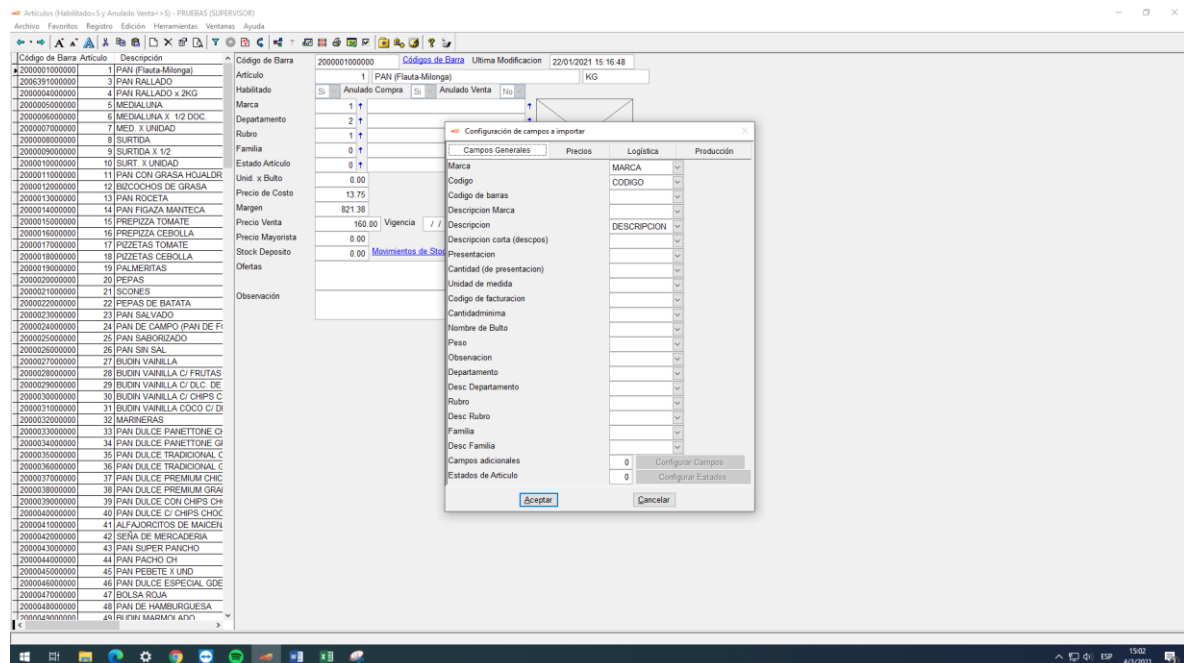 Artículos (Habilitado=S y Anulado Venta<>S) - PRUEBAS (SUPERVISOR)
Archivo Favoritos Registro Edición Herramientas Ventanas Ayuda
Código de Barra Artículo Descripción
2000001000000 1 PAN (Flauta-Milonga)
2006391000000 3 PAN RALLADO
2000004000000 4 PAN RALLADO x 2KG
2000005000000 5 MEDIALUNA
2000006000000 6 MEDIALUNA X 1/2 DOC.
2000007000000 7 MED. X UNIDAD
2000008000000 8 SURTIDA
2000009000000 9 SURTIDA X 1/2
2000010000000 10 SURT. X UNIDAD
2000011000000 11 PAN CON GRASA HOJALDR
2000012000000 12 BIZCOCHOS DE GRASA
2000013000000 13 PAN ROCETA
2000014000000 14 PAN FIGAZA MANTECA
2000015000000 15 PREPIZZA TOMATE
2000016000000 16 PREPIZZA CEBOLLA
2000017000000 17 PIZZETAS TOMATE
2000018000000 18 PIZZETAS CEBOLLA
2000019000000 19 PALMERITAS
2000020000000 20 PEPAS
2000021000000 21 SCONES
2000022000000 22 PEPAS DE BATATA
2000023000000 23 PAN SALVADO
2000024000000 24 PAN DE CAMPO (PAN DE F
2000025000000 25 PAN SABORIZADO
2000026000000 26 PAN SIN SAL
2000027000000 27 BUDIN VAINILLA
2000028000000 28 BUDIN VAINILLA C/ FRUTAS
2000029000000 29 BUDIN VAINILLA C/ DLC. DE
2000030000000 30 BUDIN VAINILLA C/ CHIPS C
2000031000000 31 BUDIN VAINILLA COCO C/ D
2000032000000 32 MARINERAS
2000033000000 33 PAN DULCE PANETTONE C
2000034000000 34 PAN DULCE PANETTONE G
2000035000000 35 PAN DULCE TRADICIONAL C
2000036000000 36 PAN DULCE TRADICIONAL G
2000037000000 37 PAN DULCE PREMIUM CHIC
2000038000000 38 PAN DULCE PREMIUM GRA
2000039000000 39 PAN DULCE CON CHIPS CH
2000040000000 40 PAN DULCE C/ CHIPS CHOC
2000041000000 41 ALFAJORCITOS DE MAICEN
2000042000000 42 SEÑA DE MERCADERIA
2000043000000 43 PAN SUPER PANCHO
2000044000000 44 PAN PACHO CH
2000045000000 45 PAN PEBETE X UND
2000046000000 46 PAN DULCE ESPECIAL GDE
2000047000000 47 BOLSA ROJA
2000048000000 48 PAN DE HAMBURGUESA
2000049000000 49 BUDIN MARMOLADO
Código de Barra 2000001000000 Códigos de Barra Ultima Modificacion 22/01/2021 15:16:48
Artículo 1 PAN (Flauta-Milonga) KG
Habilitado Si Anulado Compra Si Anulado Venta No
Marca 1
Departamento 2
Rubro 1
Familia 0
Estado Artículo 0
Unid. x Bulto 0.00
Precio de Costo 13.75
Margen 821.38
Precio Venta 160.00 Vigencia / /
Precio Mayorista 0.00
Stock Deposito 0.00 Movimientos de Stoc
Ofertas
Observación
Configuración de campos a importar
Campos Generales Precios Logística Producción
Marca MARCA
Codigo CODIGO
Codigo de barras
Descripcion Marca
Descripcion DESCRIPCION
Descripcion corta (descpos)
Presentacion
Cantidad (de presentacion)
Unidad de medida
Codigo de facturacion
Cantidadminima
Nombre de Bulto
Peso
Observacion
Departamento
Desc Departamento
Rubro
Desc Rubro
Familia
Desc Familia
Campos adicionales 0 Configurar Campos
Estados de Articulo 0 Configurar Estados
Aceptar Cancelar
ESP
15:02
4/3/2021